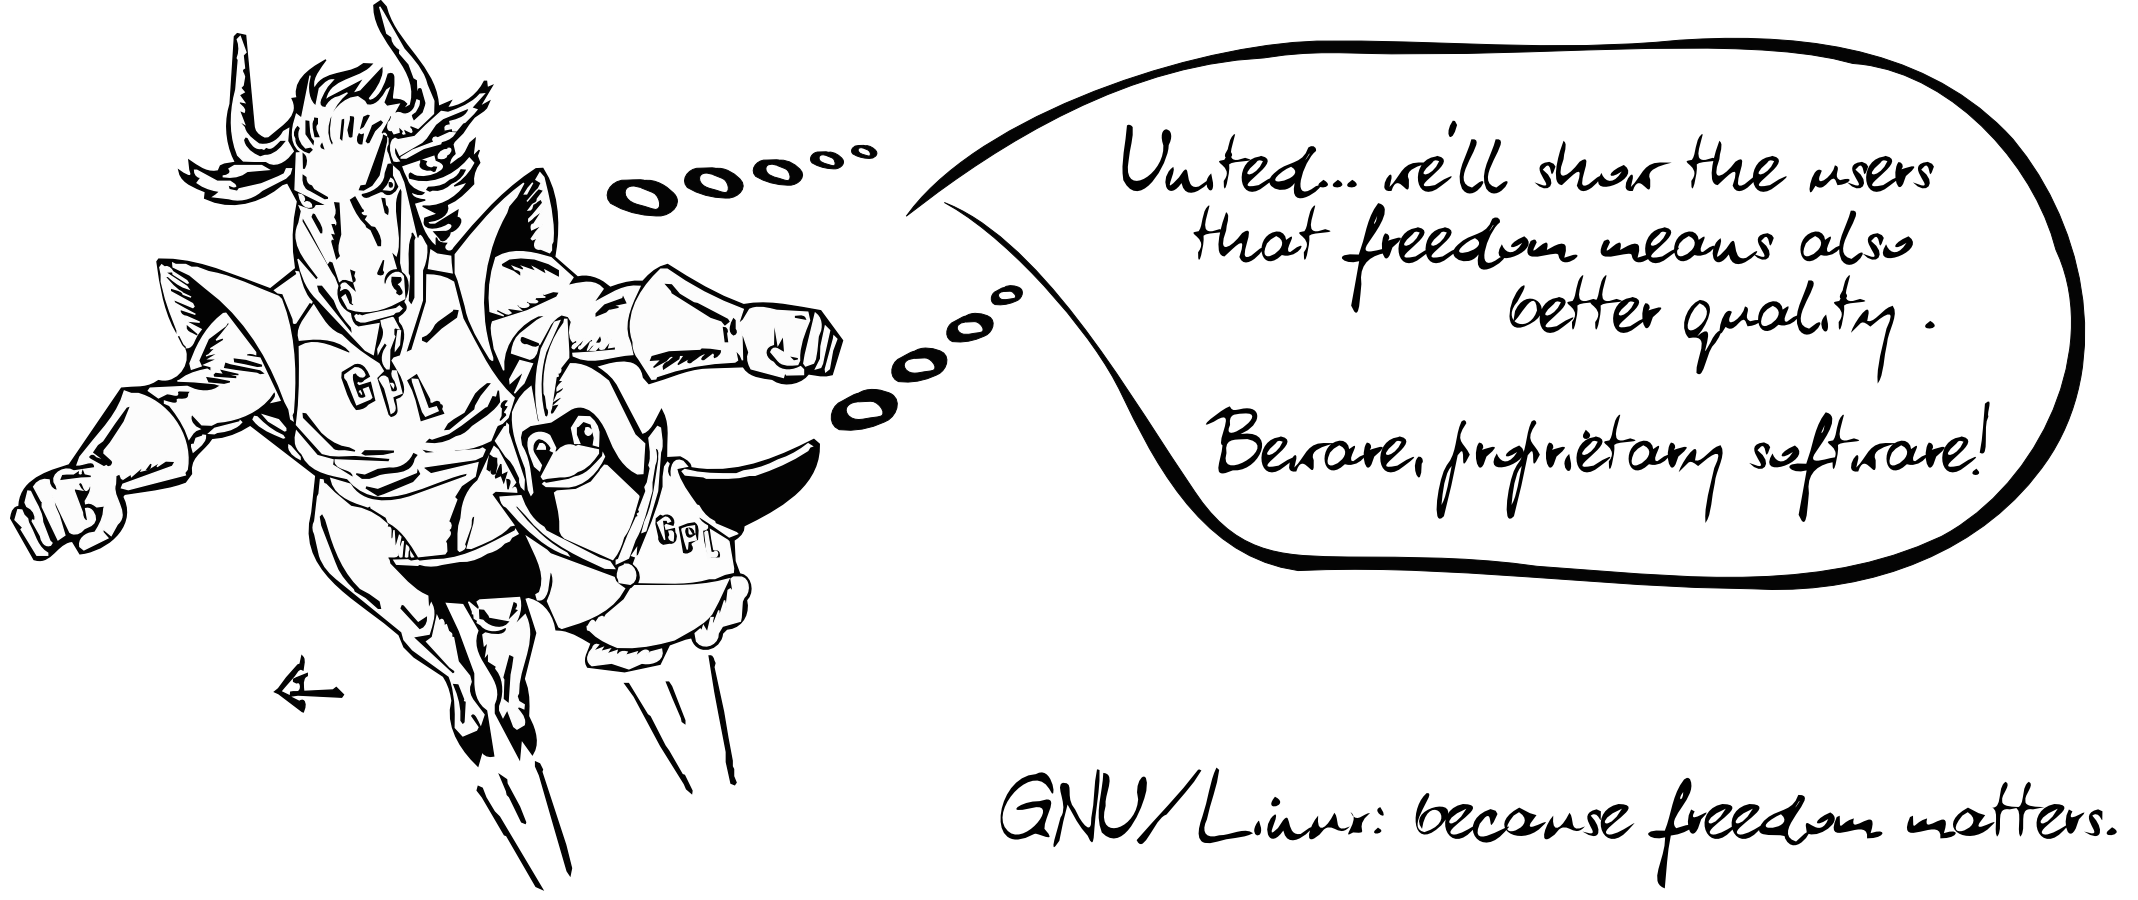 United... we'll show the users
that freedom means also
better quality.
Beware, proprietary software!
GPL
GPL
GNU/Linux: because freedom matters.